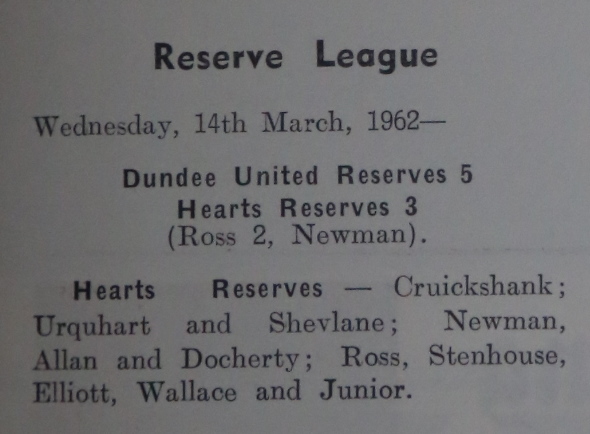 Reserve League
Wednesday, 14th March, 1962—
Dundee United Reserves 5
Hearts Reserves 3
(Ross 2, Newman).
Hearts Reserves — Cruickshank;
Urquhart and Shevlane; Newman,
Allan and Docherty; Ross, Stenhouse,
Elliott, Wallace and Junior.